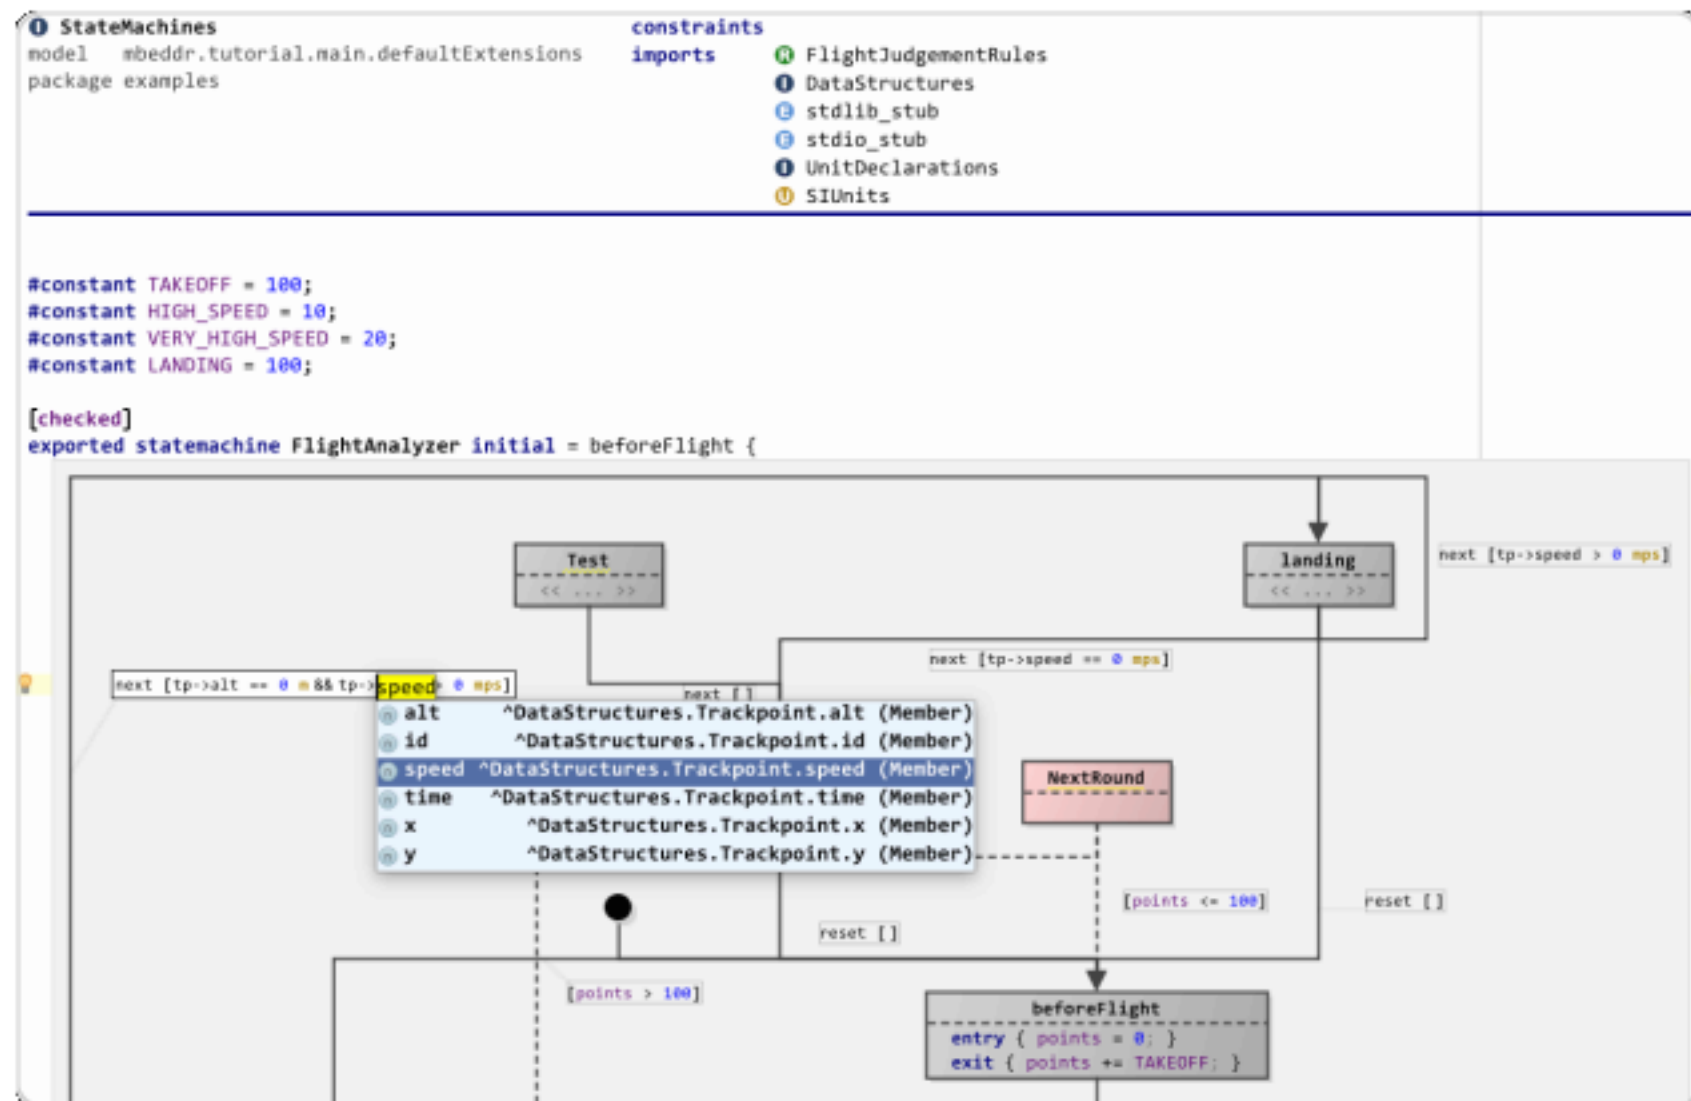 StateMachines
model mbeddr.tutorial.main.defaultExtensions
package examples
constraints
imports FlightJudgementRules
DataStructures
stdlib_stub
stdio_stub
UnitDeclarations
SIUnits
#constant TAKEOFF = 100;
#constant HIGH_SPEED = 10;
#constant VERY_HIGH_SPEED = 20;
#constant LANDING = 100;
[checked]
exported statemachine FlightAnalyzer initial = beforeFlight {
Test
<< ... >>
landing
<< ... >>
next [tp->speed > 0 mps]
next [tp->speed == 0 mps]
next [tp->alt == 0 m && tp->speed 0 mps]
next []
alt ^DataStructures.Trackpoint.alt (Member)
id ^DataStructures.Trackpoint.id (Member)
speed ^DataStructures.Trackpoint.speed (Member)
time ^DataStructures.Trackpoint.time (Member)
x ^DataStructures.Trackpoint.x (Member)
y ^DataStructures.Trackpoint.y (Member)
NextRound
[points <= 100]
reset []
reset []
[points > 100]
beforeFlight
entry { points = 0; }
exit { points += TAKEOFF; }